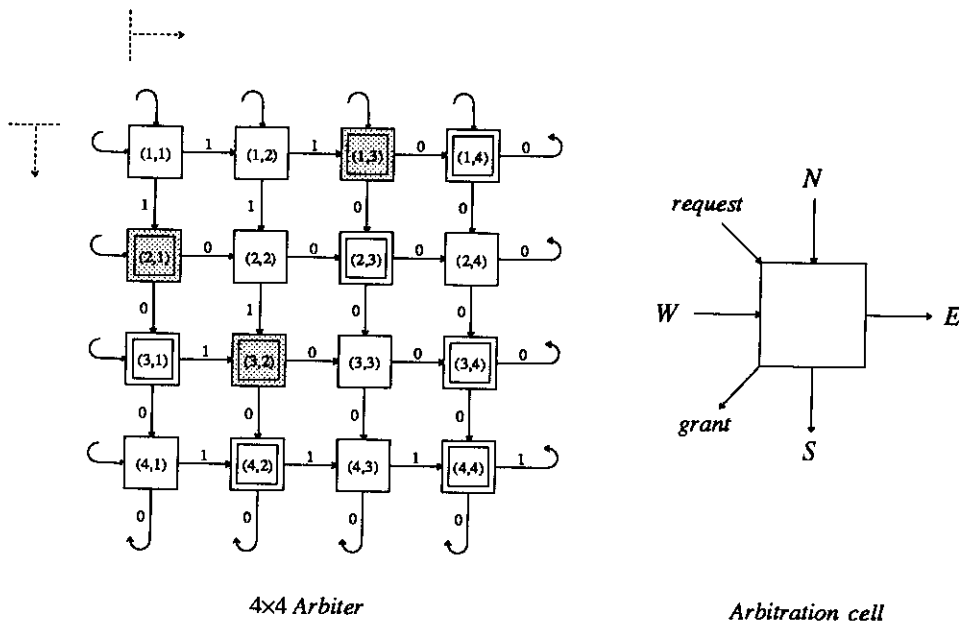 (1,1) 1 (1,2) 1 (1,3) 0 (1,4) 0
1 1 0 0
(2,1) 0 (2,2) 0 (2,3) 0 (2,4) 0
0 1 0 0
(3,1) 1 (3,2) 0 (3,3) 0 (3,4) 0
0 0 0 0
(4,1) 1 (4,2) 1 (4,3) 1 (4,4) 1
0 0 0 0
4×4 Arbiter
N
request
W
E
grant
S
Arbitration cell